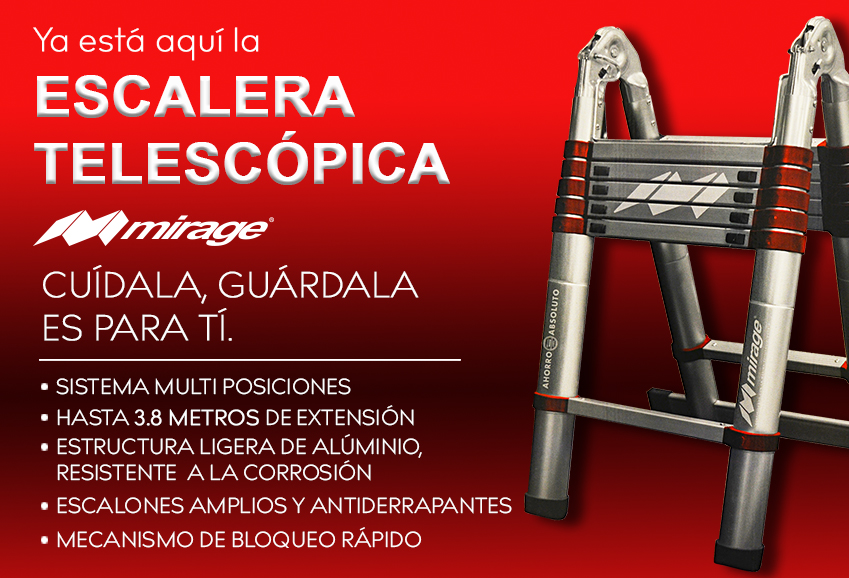 Ya está aquí la
ESCALERA
TELESCÓPICA
mirage®
CUÍDALA, GUÁRDALA
ES PARA TÍ.
• SISTEMA MULTI POSICIONES
• HASTA 3.8 METROS DE EXTENSIÓN
• ESTRUCTURA LIGERA DE ALÚMINIO,
RESISTENTE A LA CORROSIÓN
• ESCALONES AMPLIOS Y ANTIDERRAPANTES
• MECANISMO DE BLOQUEO RÁPIDO
AHORRO ABSOLUTO
mirage®